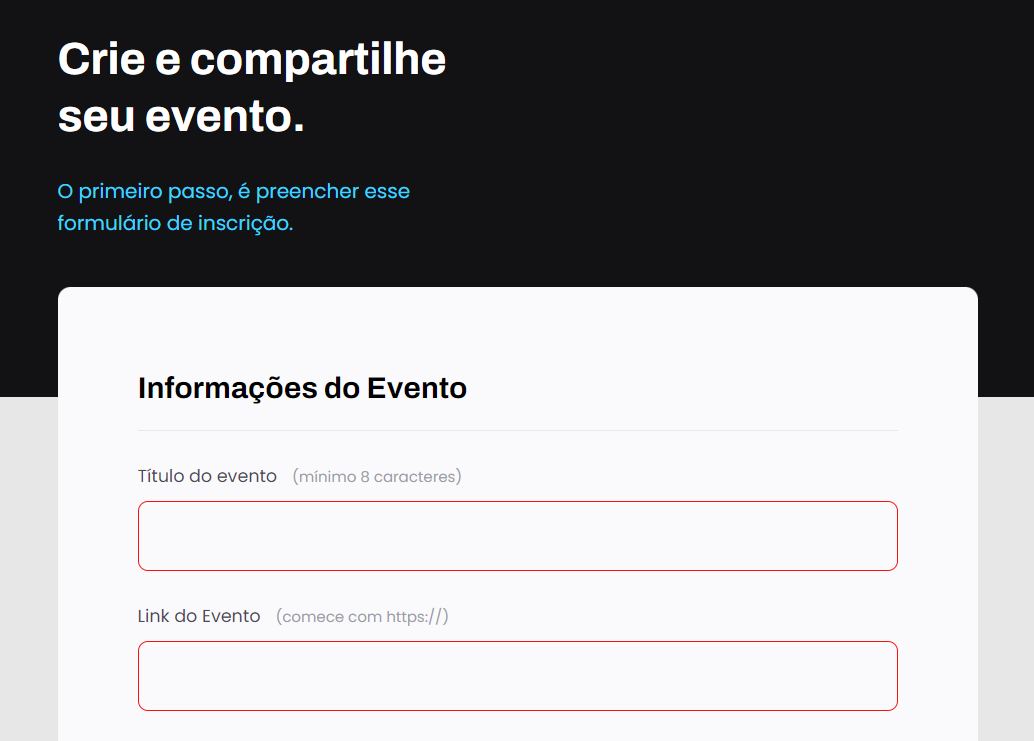 Crie e compartilhe
seu evento.
O primeiro passo, é preencher esse
formulário de inscrição.
Informações do Evento
Título do evento (mínimo 8 caracteres)
Link do Evento (comece com https://)